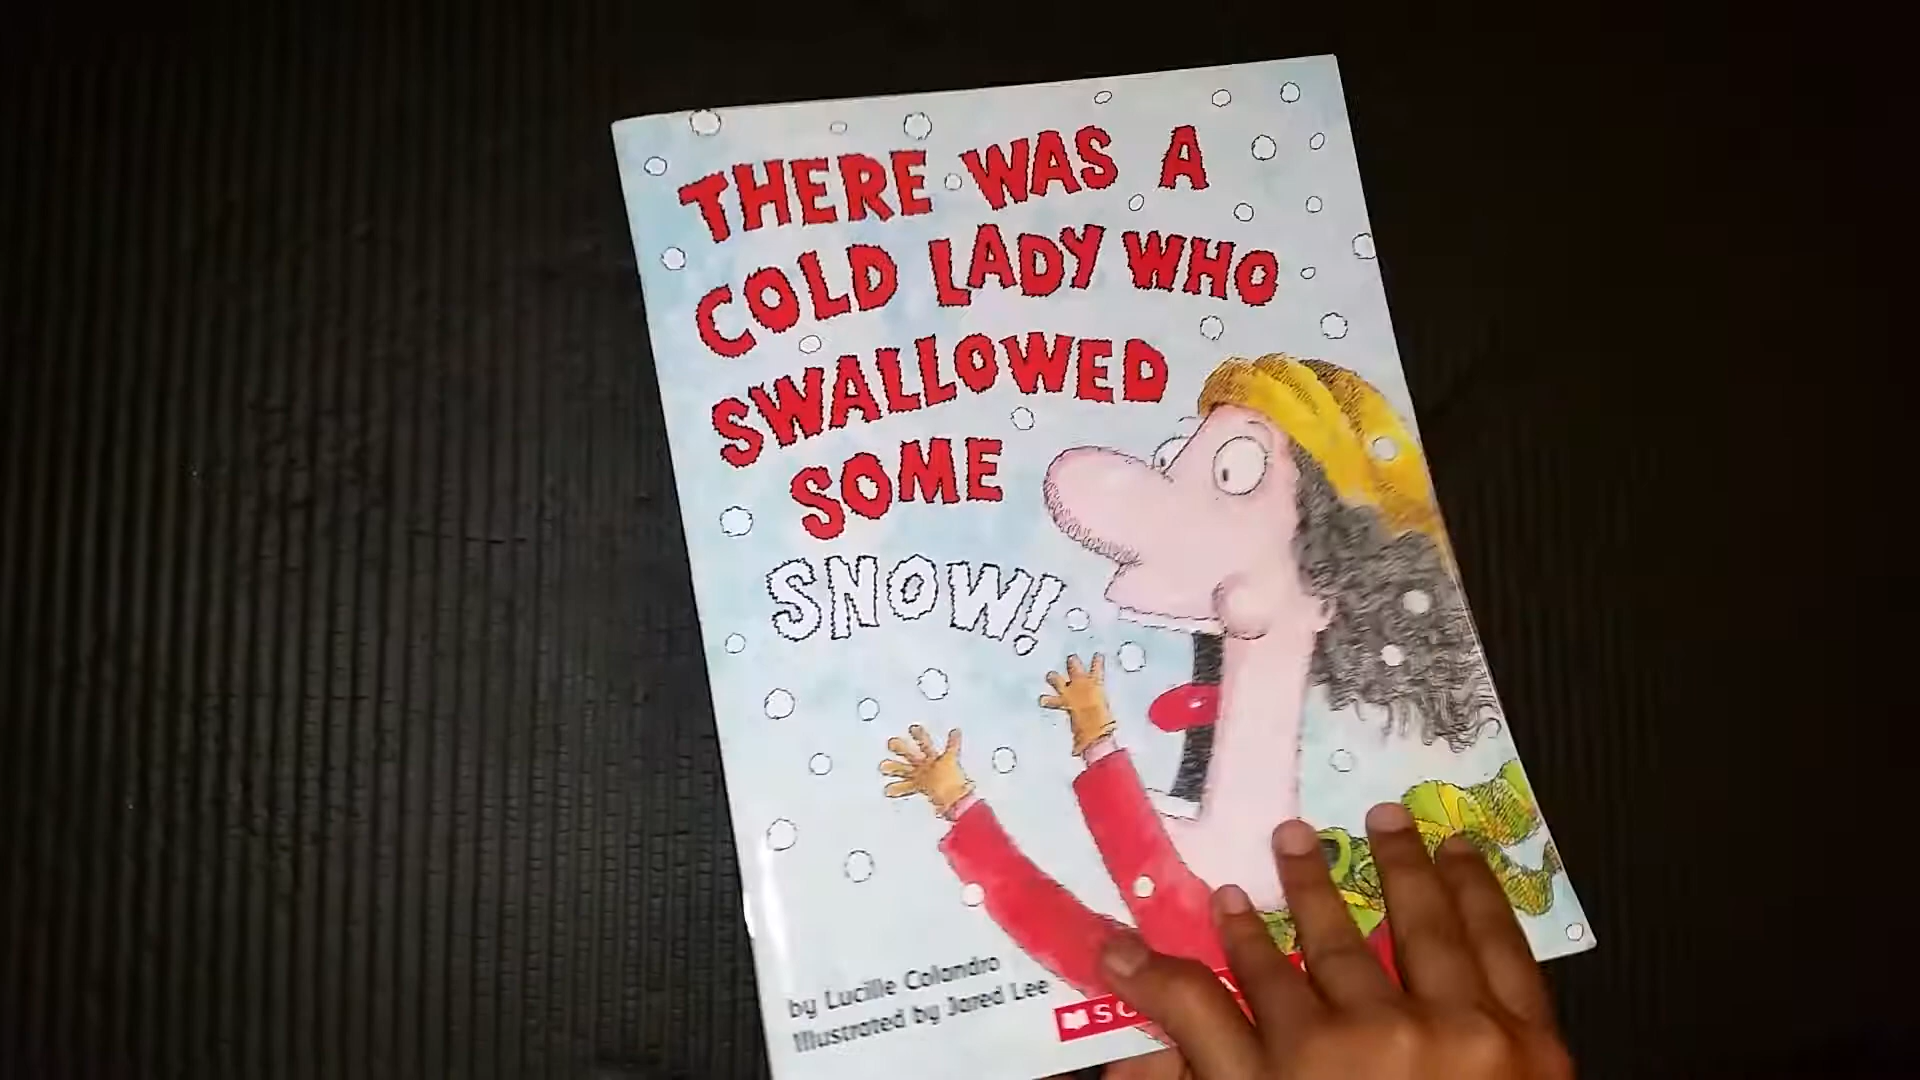 THERE WAS A
COLD LADY WHO
SWALLOWED
SOME
SNOW!
by Lucille Colandro
Illustrated by Jared Lee